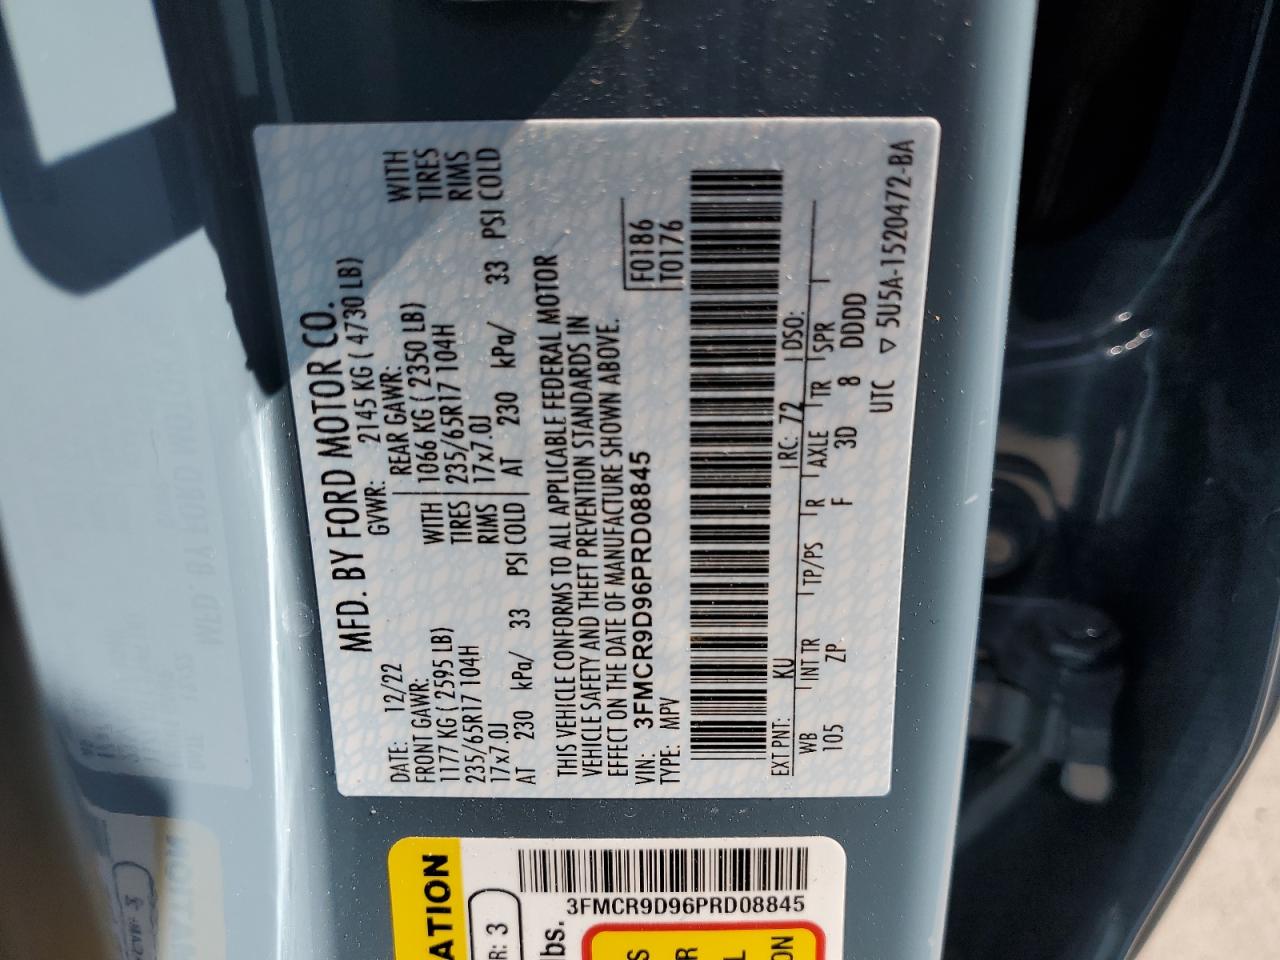 MFD. BY FORD MOTOR CO.
DATE: 12/22 GVWR: 2145 KG ( 4730 LB)
FRONT GAWR: REAR GAWR:
1177 KG ( 2595 LB) WITH 1066 KG ( 2350 LB) WITH
235/65R17 104H TIRES 235/65R17 104H TIRES
17x7.0J RIMS 17x7.0J RIMS
AT 230 kPa/ 33 PSI COLD AT 230 kPa/ 33 PSI COLD
THIS VEHICLE CONFORMS TO ALL APPLICABLE FEDERAL MOTOR
VEHICLE SAFETY AND THEFT PREVENTION STANDARDS IN
EFFECT ON THE DATE OF MANUFACTURE SHOWN ABOVE.
VIN: 3FMCR9D96PRD08845 F0186
TYPE: MPV T0176
EXT PNT: KU RC: 72 DSO:
WB INT TR TP/PS R AXLE TR SPR
105 ZP F 3D 8 DDDD
UTC ▽ 5U5A-1520472-BA
3FMCR9D96PRD08845
ATION
R: 3
lbs.